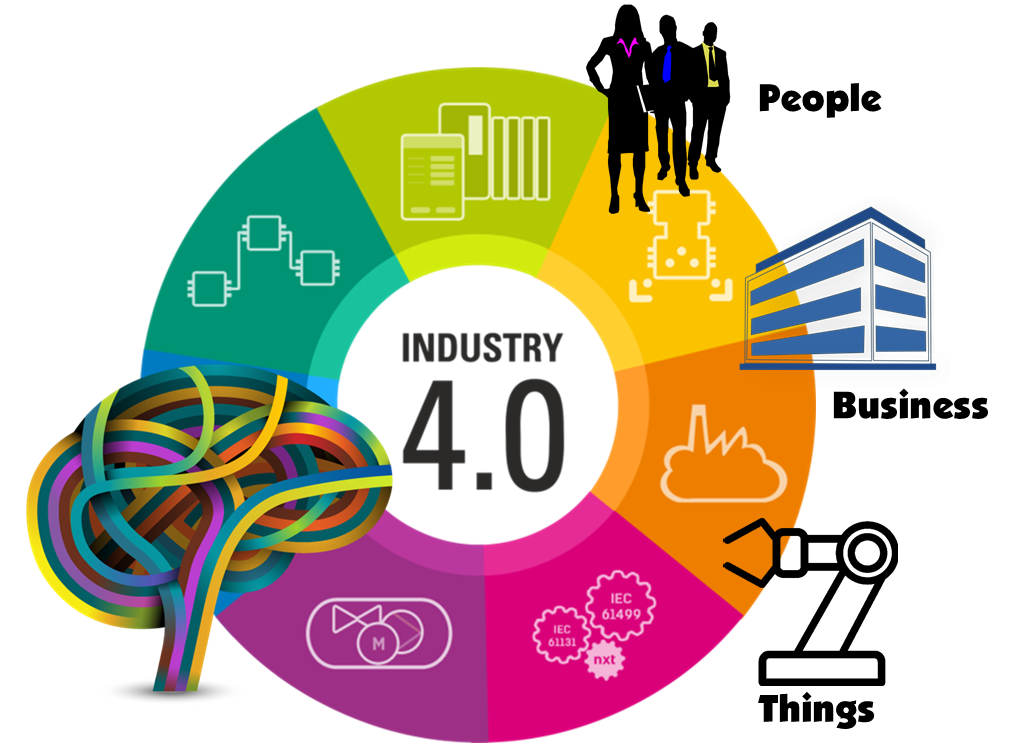 People
INDUSTRY
4.0
Business
IEC
61499
IEC
61131
nxt
M
Things